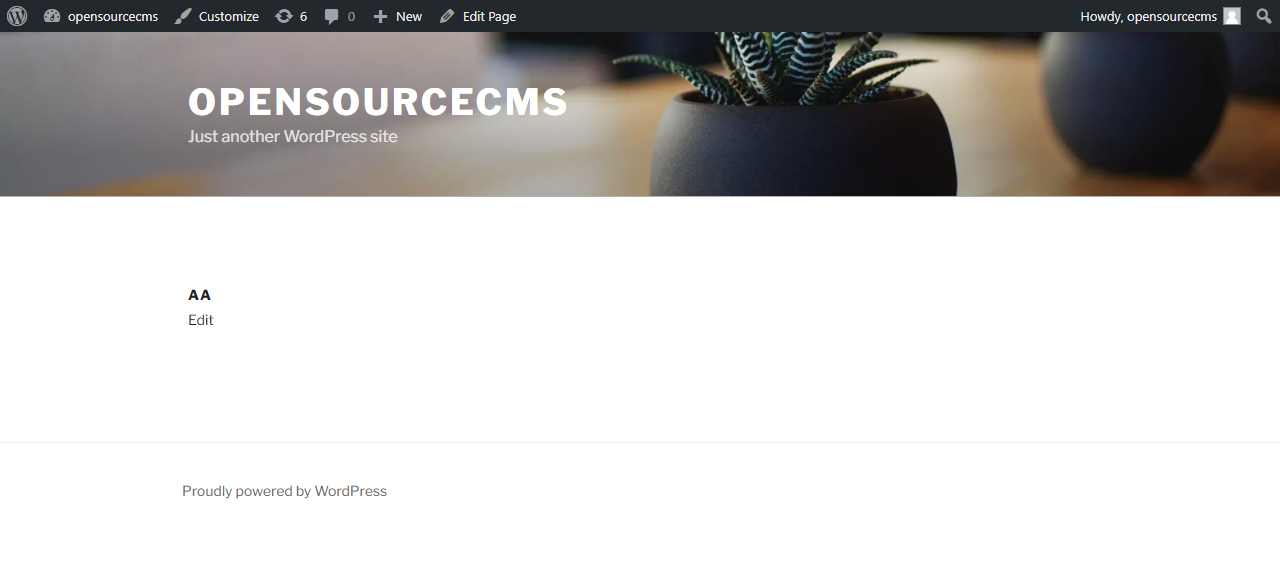 opensourcecms Customize 6 0 New Edit Page Howdy, opensourcecms
OPENSOURCECMS
Just another WordPress site
AA
Edit
Proudly powered by WordPress